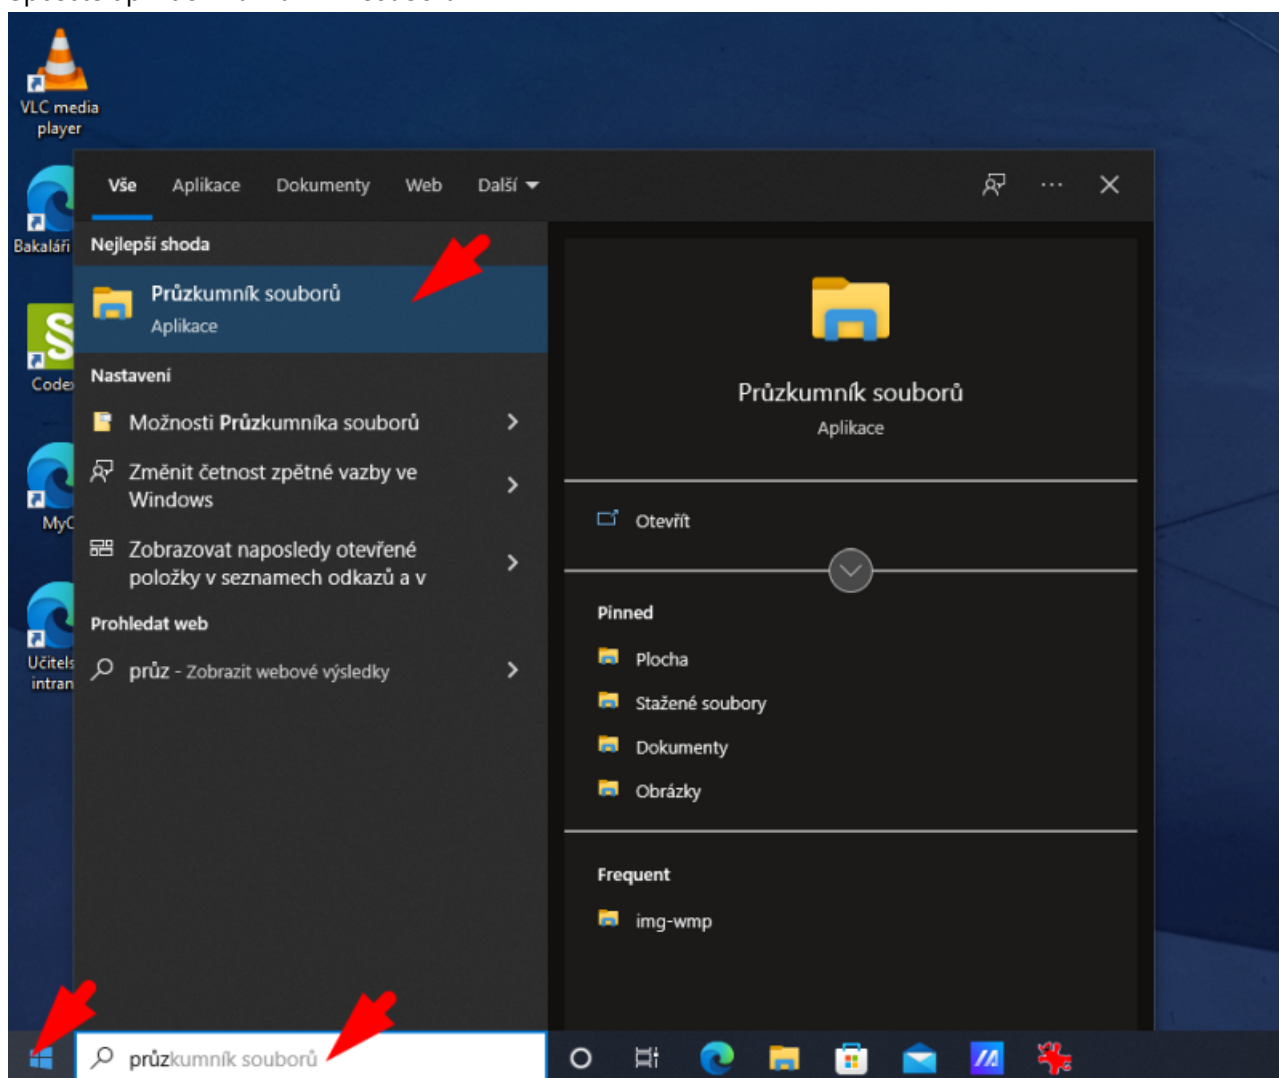 VLC media
player
Bakaláři
Code
MyC
Učitels
intran
Vše Aplikace Dokumenty Web Další
Nejlepší shoda
Průzkumník souborů
Aplikace
Nastavení
Možnosti Průzkumníka souborů
Změnit četnost zpětné vazby ve
Windows
Zobrazovat naposledy otevřené
položky v seznamech odkazů a v
Prohledat web
průz - Zobrazit webové výsledky
Průzkumník souborů
Aplikace
Otevřít
Pinned
Plocha
Stažené soubory
Dokumenty
Obrázky
Frequent
img-wmp
průzkumník souborů